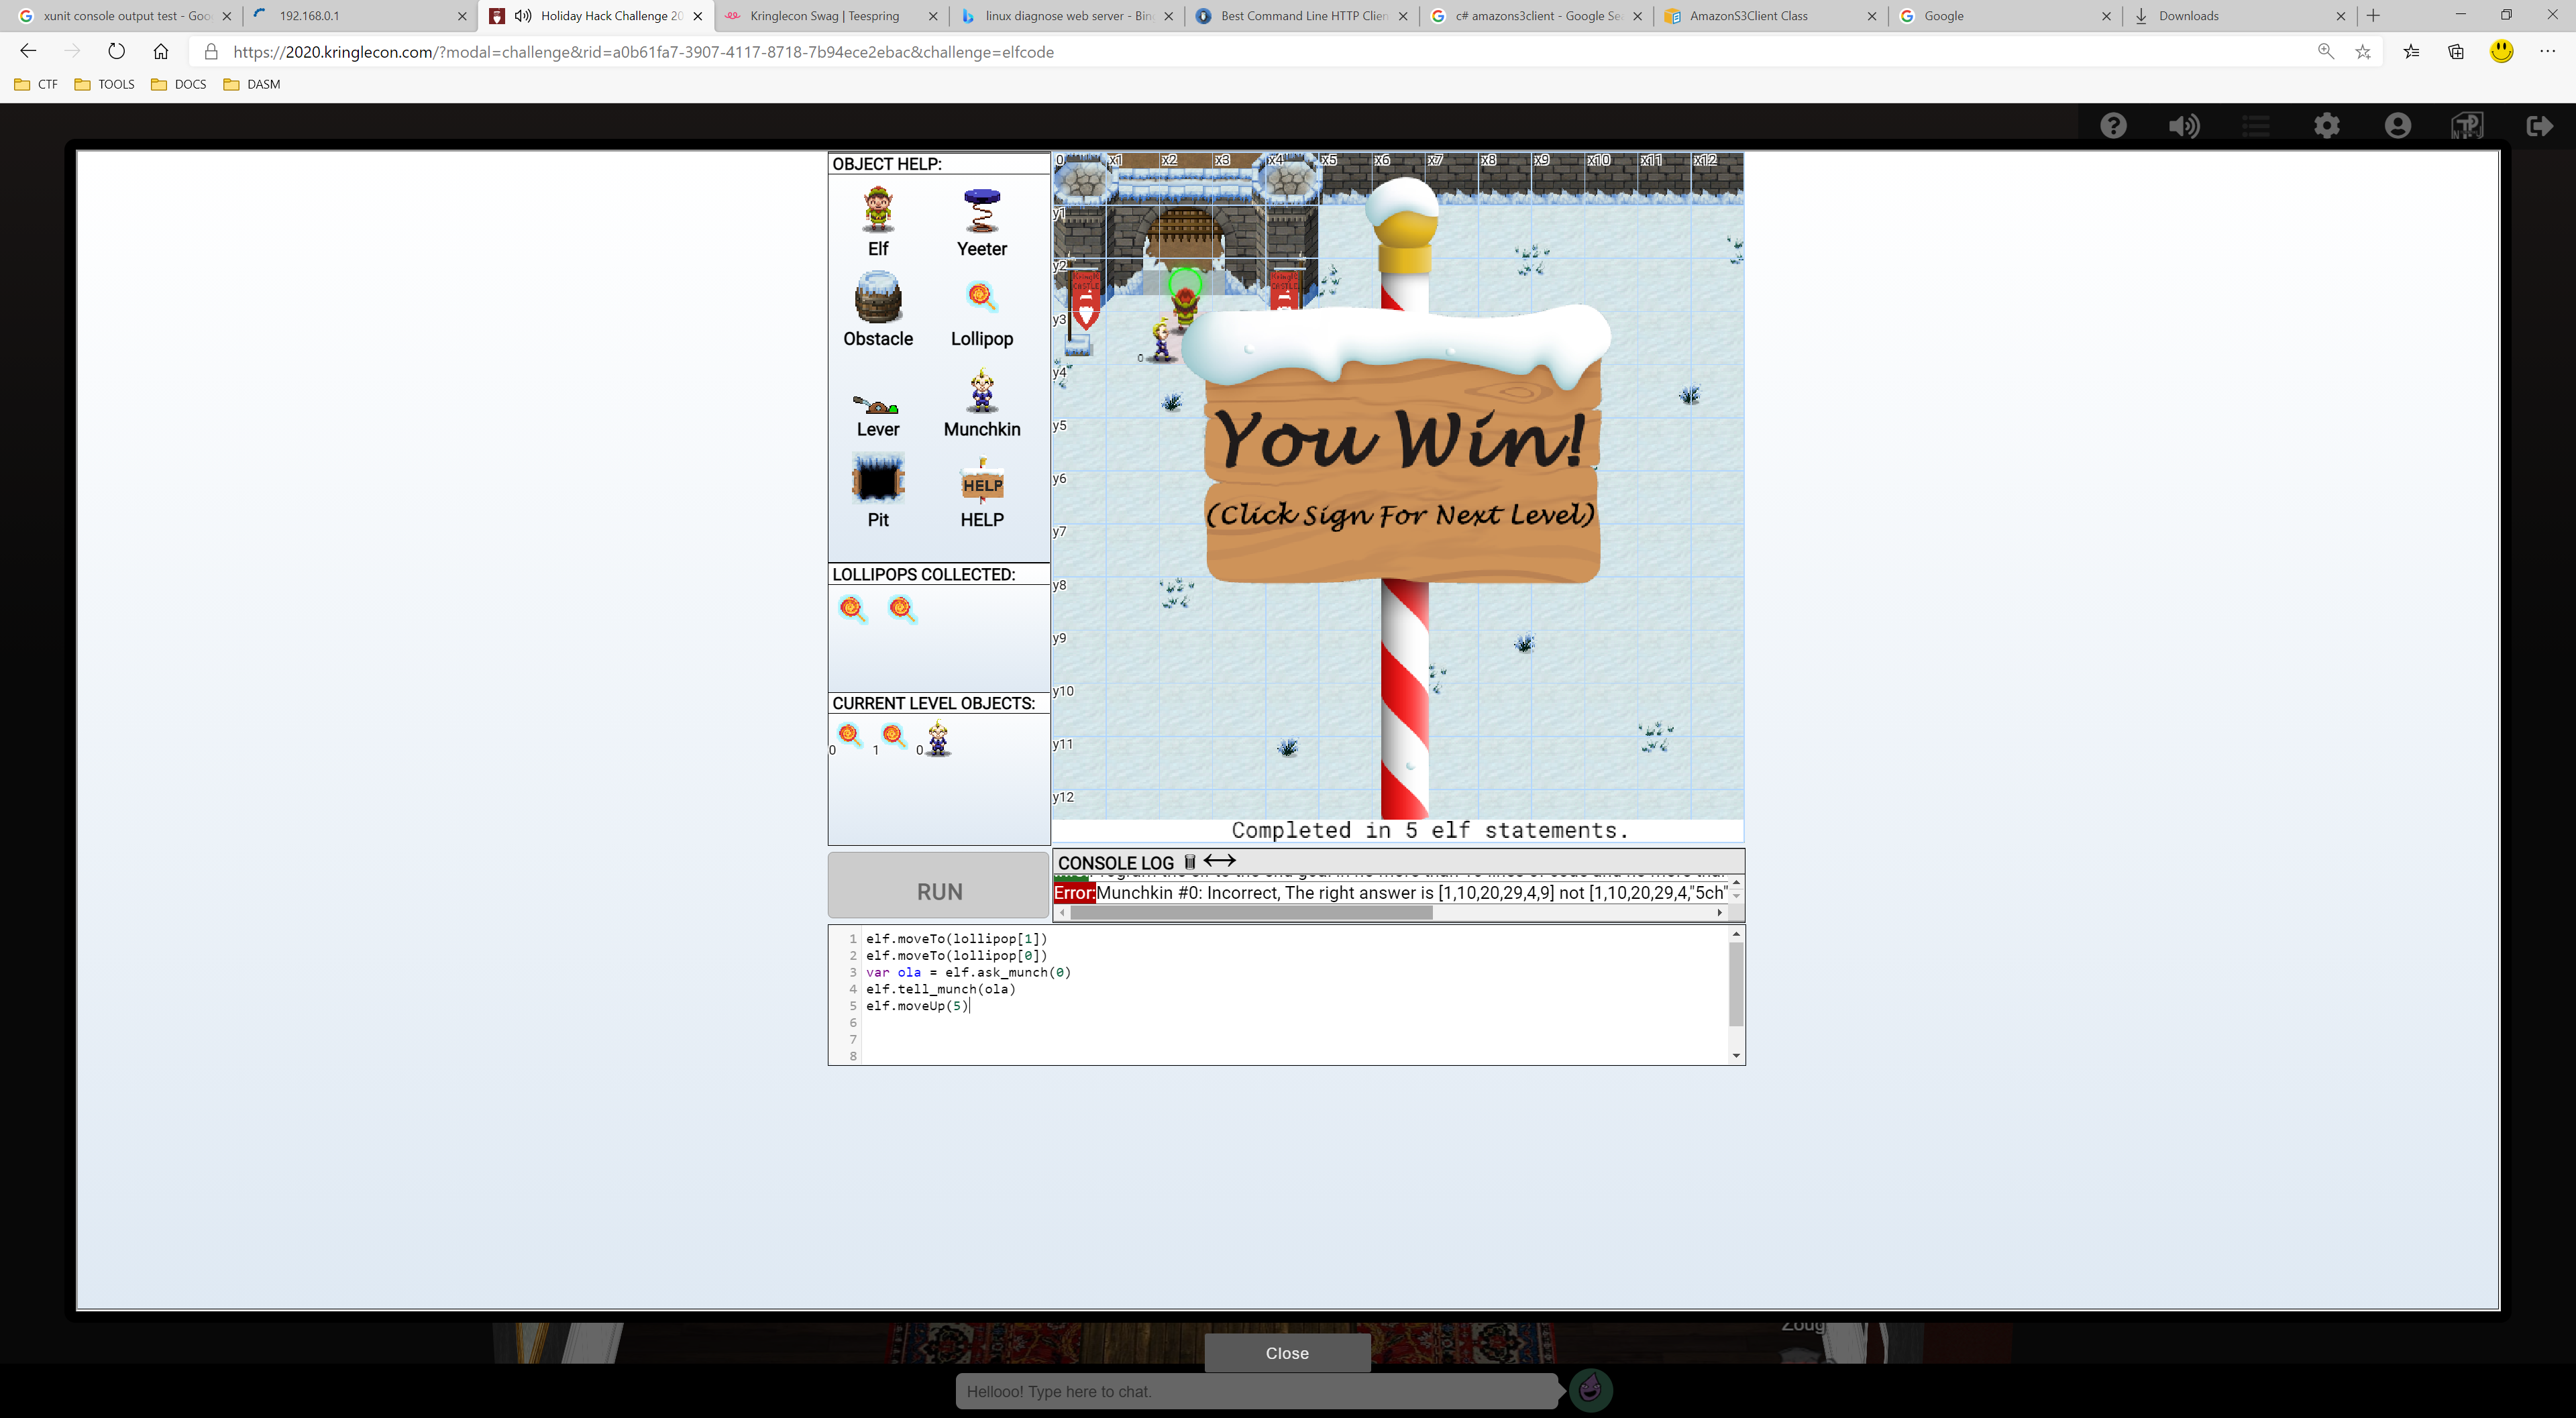 xunit console output test - Goo
192.168.0.1
Holiday Hack Challenge 20
Kringlecon Swag | Teespring
linux diagnose web server - Bin
Best Command Line HTTP Clien
c# amazons3client - Google Se
AmazonS3Client Class
Google
Downloads
https://2020.kringlecon.com/?modal=challenge&rid=a0b61fa7-3907-4117-8718-7b94ece2ebac&challenge=elfcode
CTF TOOLS DOCS DASM
OBJECT HELP:
Elf Yeeter
Obstacle Lollipop
Lever Munchkin
HELP
Pit HELP
LOLLIPOPS COLLECTED:
CURRENT LEVEL OBJECTS:
0 1 0
RUN
0 x1 x2 x3 x4 x5 x6 x7 x8 x9 x10 x11 x12
y1
y2
y3
0
y4
y5
y6
y7
y8
y9
y10
y11
y12
You Win!
(Click Sign For Next Level)
Completed in 5 elf statements.
CONSOLE LOG
Error:Munchkin #0: Incorrect, The right answer is [1,10,20,29,4,9] not [1,10,20,29,4,"5ch"
1 elf.moveTo(lollipop[1])
2 elf.moveTo(lollipop[0])
3 var ola = elf.ask_munch(0)
4 elf.tell_munch(ola)
5 elf.moveUp(5)
6
7
8
Zoug
Close
Hellooo! Type here to chat.